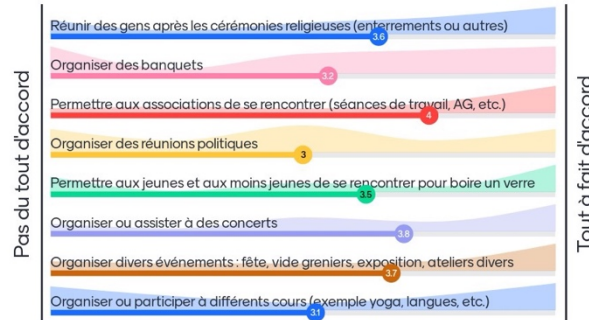 Pas du tout d'accord
Réunir des gens après les cérémonies religieuses (enterrements ou autres)
3.6
Organiser des banquets
3.2
Permettre aux associations de se rencontrer (séances de travail, AG, etc.)
4
Organiser des réunions politiques
3
Permettre aux jeunes et aux moins jeunes de se rencontrer pour boire un verre
3.5
Organiser ou assister à des concerts
3.8
Organiser divers événements : fête, vide greniers, exposition, ateliers divers
3.7
Organiser ou participer à différents cours (exemple yoga, langues, etc.)
3.1
Tout à fait d'accord